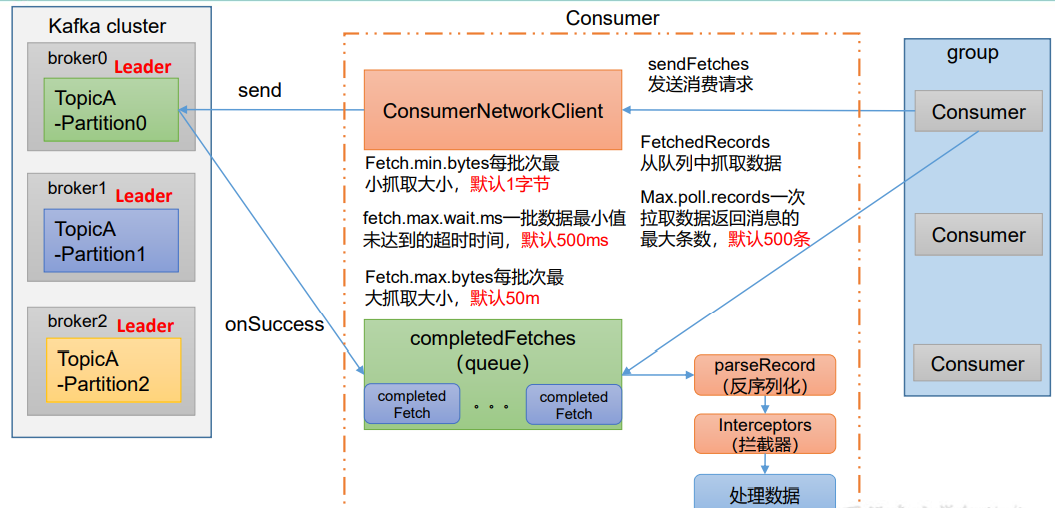 Kafka cluster
broker0
Leader
TopicA
-Partition0
broker1
Leader
TopicA
-Partition1
broker2
Leader
TopicA
-Partition2
send
onSuccess
Consumer
ConsumerNetworkClient
Fetch.min.bytes每批次最
小抓取大小，默认1字节
fetch.max.wait.ms一批数据最小值
未达到的超时时间，默认500ms
Fetch.max.bytes每批次最
大抓取大小，默认50m
completedFetches
（queue）
completed
Fetch
。。。
completed
Fetch
sendFetches
发送消费请求
FetchedRecords
从队列中抓取数据
Max.poll.records一次
拉取数据返回消息的
最大条数，默认500条
parseRecord
（反序列化）
Interceptors
（拦截器）
处理数据
group
Consumer
Consumer
Consumer